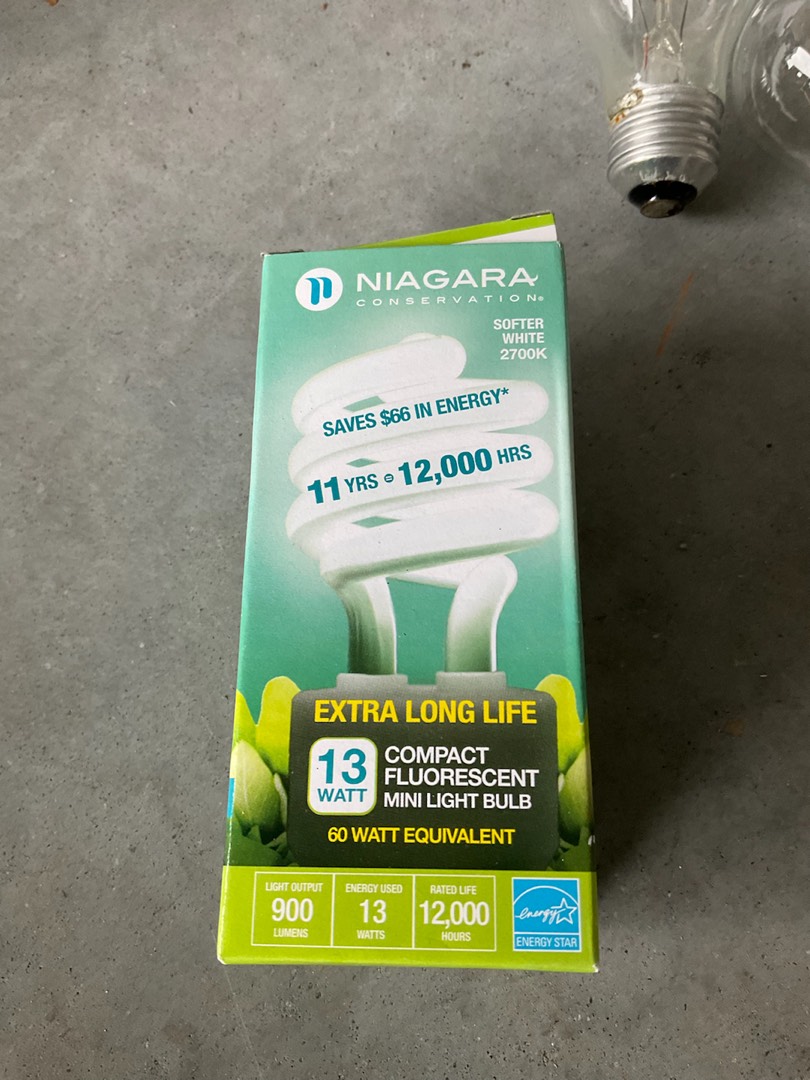 NIAGARA
CONSERVATION®
SOFTER
WHITE
2700K
SAVES $66 IN ENERGY*
11 YRS = 12,000 HRS
EXTRA LONG LIFE
13
WATT
COMPACT
FLUORESCENT
MINI LIGHT BULB
60 WATT EQUIVALENT
LIGHT OUTPUT
900
LUMENS
ENERGY USED
13
WATTS
RATED LIFE
12,000
HOURS
energy
ENERGY STAR